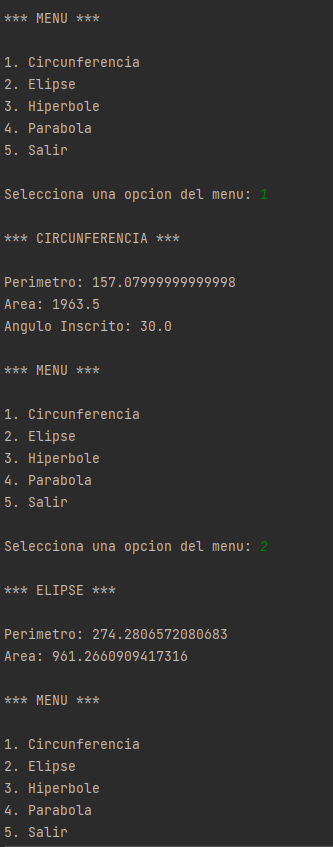 *** MENU ***
1. Circunferencia
2. Elipse
3. Hiperbole
4. Parabola
5. Salir
Selecciona una opcion del menu: 1
*** CIRCUNFERENCIA ***
Perimetro: 157.07999999999998
Area: 1963.5
Angulo Inscrito: 30.0
*** MENU ***
1. Circunferencia
2. Elipse
3. Hiperbole
4. Parabola
5. Salir
Selecciona una opcion del menu: 2
*** ELIPSE ***
Perimetro: 274.2806572080683
Area: 961.2660909417316
*** MENU ***
1. Circunferencia
2. Elipse
3. Hiperbole
4. Parabola
5. Salir